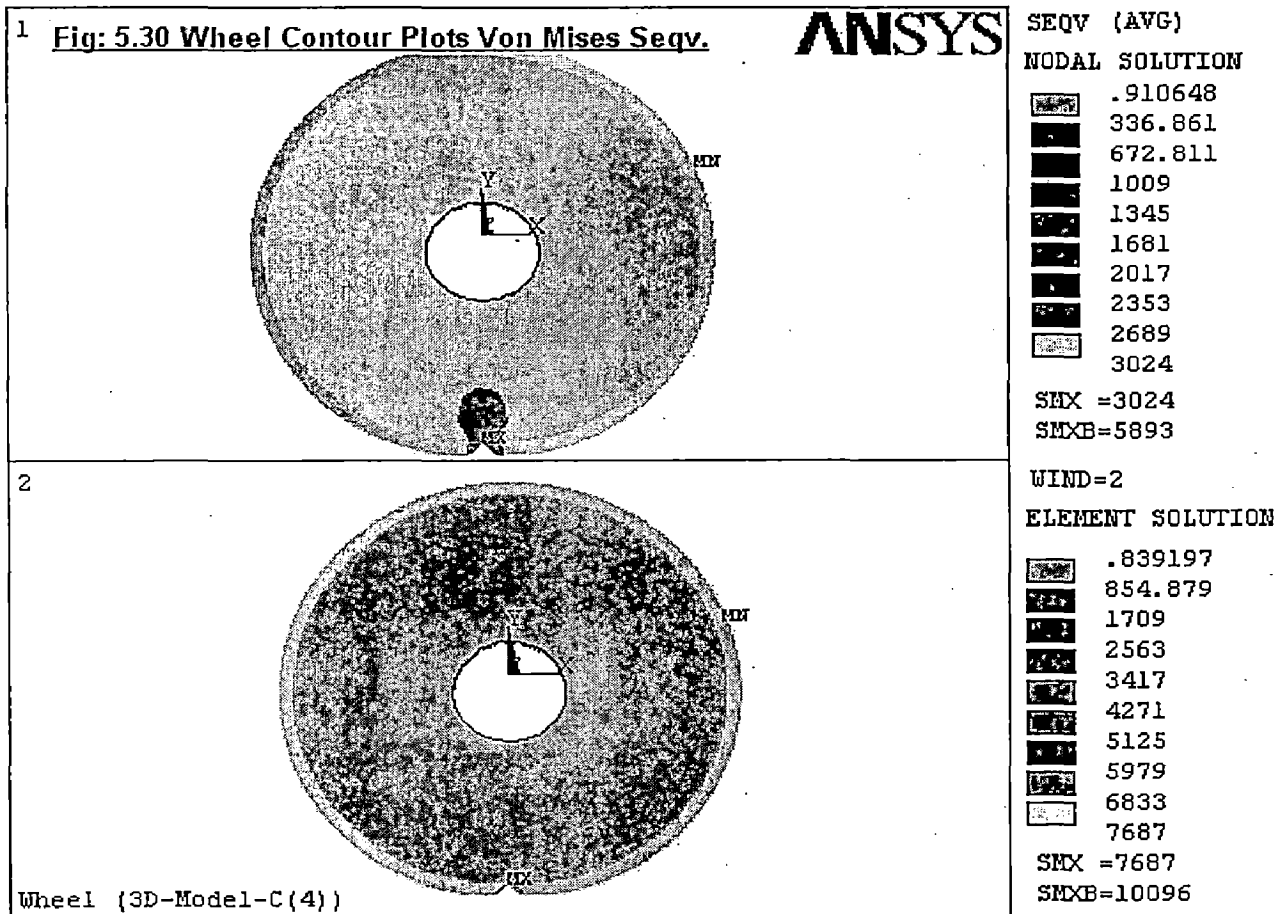 1 Fig: 5.30 Wheel Contour Plots Von Mises Seqv.
ANSYS
MN
Y
Z
X
MX
SEQV (AVG)
NODAL SOLUTION
.910648
336.861
672.811
1009
1345
1681
2017
2353
2689
3024
SMX =3024
SMXB=5893
2
MN
Y
X
MX
Wheel (3D-Model-C(4))
WIND=2
ELEMENT SOLUTION
.839197
854.879
1709
2563
3417
4271
5125
5979
6833
7687
SMX =7687
SMXB=10096